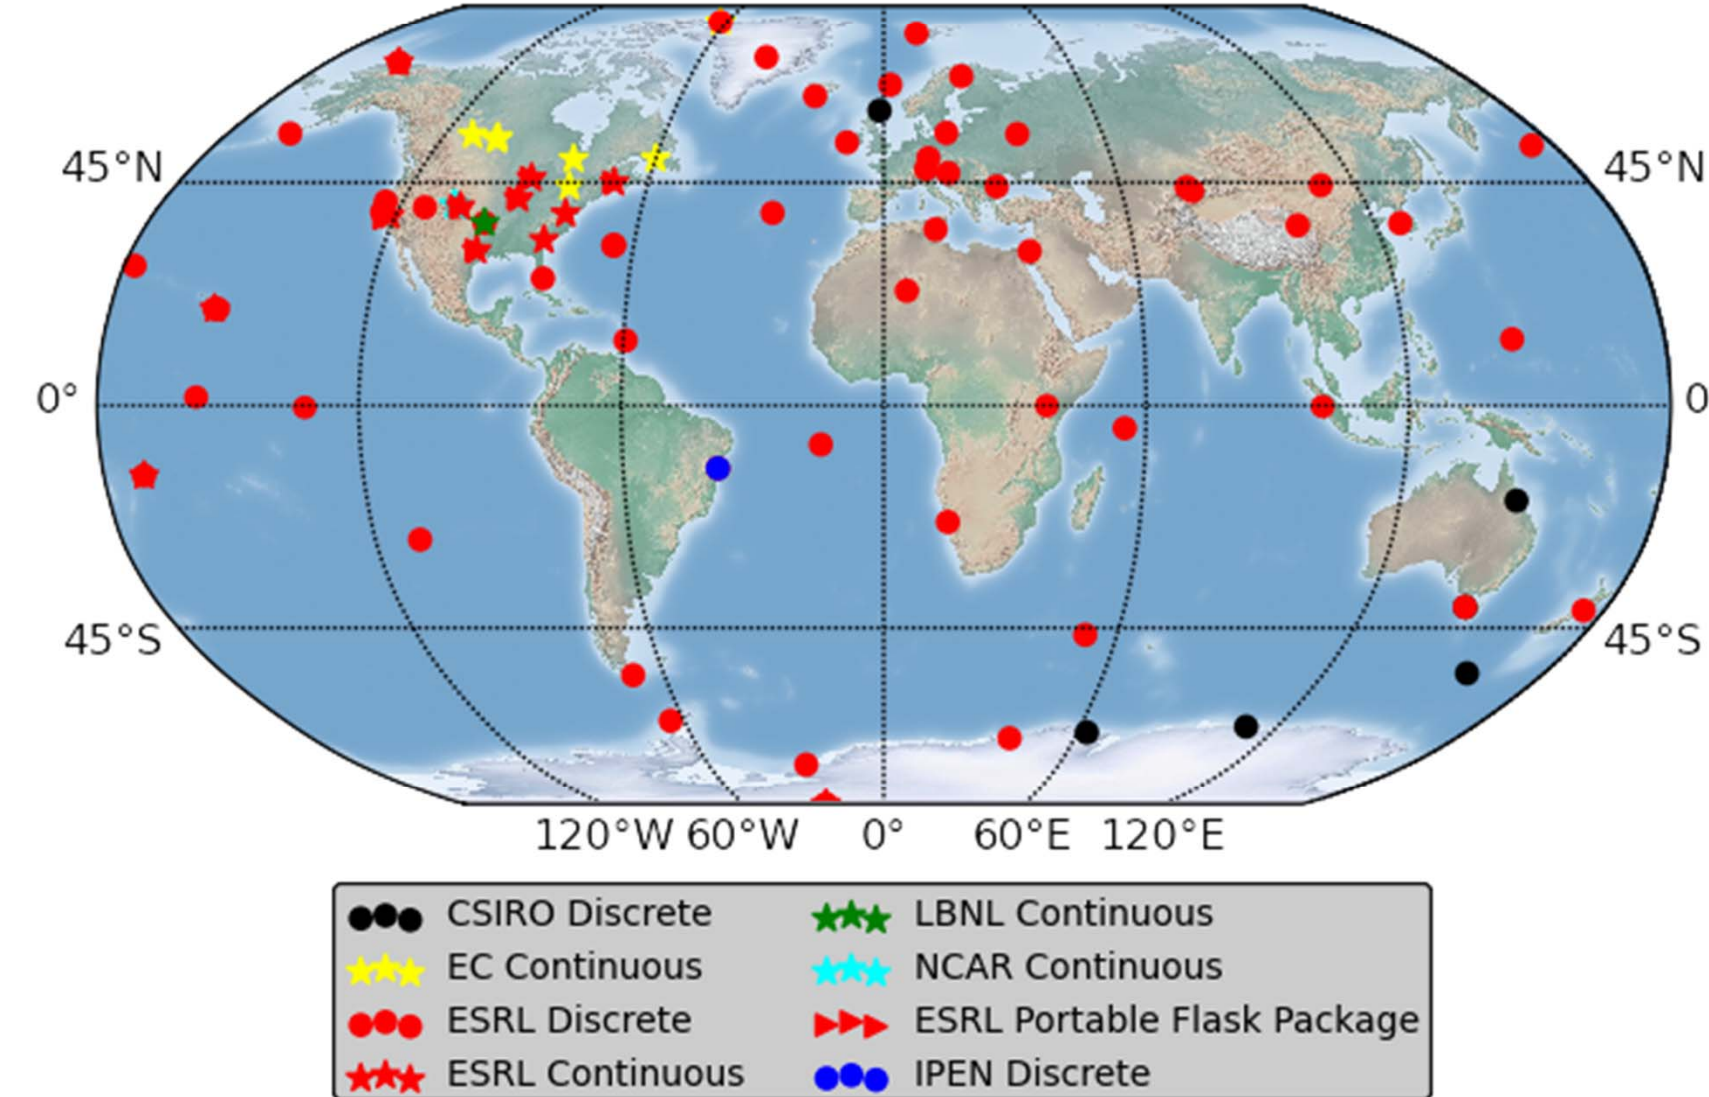 45°N 45°N
0° 0
45°S 45°S
120°W 60°W 0° 60°E 120°E
CSIRO Discrete LBNL Continuous
EC Continuous NCAR Continuous
ESRL Discrete ESRL Portable Flask Package
ESRL Continuous IPEN Discrete